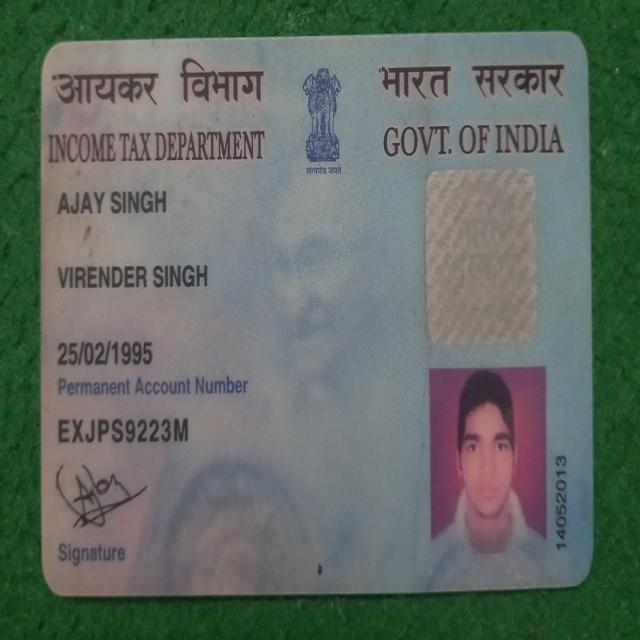 आयकर विभाग
भारत सरकार
INCOME TAX DEPARTMENT
GOVT. OF INDIA
सत्यमेव जयते
AJAY SINGH
VIRENDER SINGH
25/02/1995
Permanent Account Number
EXJPS9223M
Ajay
Signature
14052013